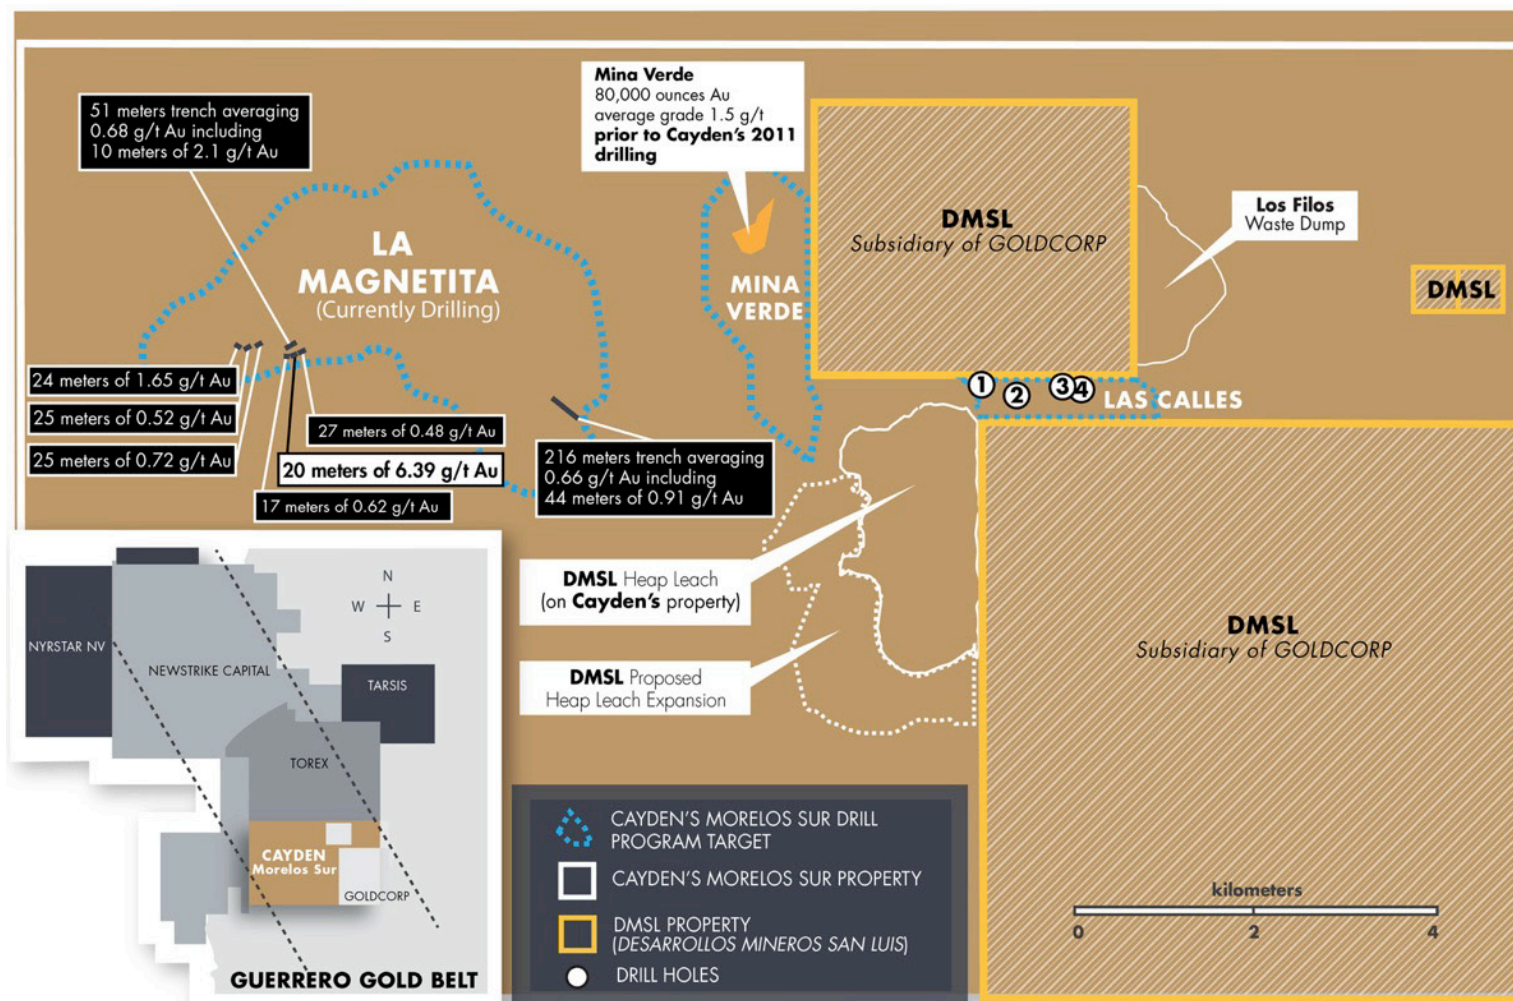 51 meters trench averaging
0.68 g/t Au including
10 meters of 2.1 g/t Au
Mina Verde
80,000 ounces Au
average grade 1.5 g/t
prior to Cayden's 2011
drilling
LA
MAGNETITA
(Currently Drilling)
MINA
VERDE
DMSL
Subsidiary of GOLDCORP
Los Filos
Waste Dump
DMSL
24 meters of 1.65 g/t Au
25 meters of 0.52 g/t Au
25 meters of 0.72 g/t Au
27 meters of 0.48 g/t Au
20 meters of 6.39 g/t Au
17 meters of 0.62 g/t Au
216 meters trench averaging
0.66 g/t Au including
44 meters of 0.91 g/t Au
1
2
3
4
LAS CALLES
DMSL Heap Leach
(on Cayden's property)
DMSL Proposed
Heap Leach Expansion
DMSL
Subsidiary of GOLDCORP
N
W E
S
NYRSTAR NV
NEWSTRIKE CAPITAL
TARSIS
TOREX
CAYDEN
Morelos Sur
GOLDCORP
GUERRERO GOLD BELT
CAYDEN'S MORELOS SUR DRILL
PROGRAM TARGET
CAYDEN'S MORELOS SUR PROPERTY
DMSL PROPERTY
(DESARROLLOS MINEROS SAN LUIS)
DRILL HOLES
kilometers
0 2 4